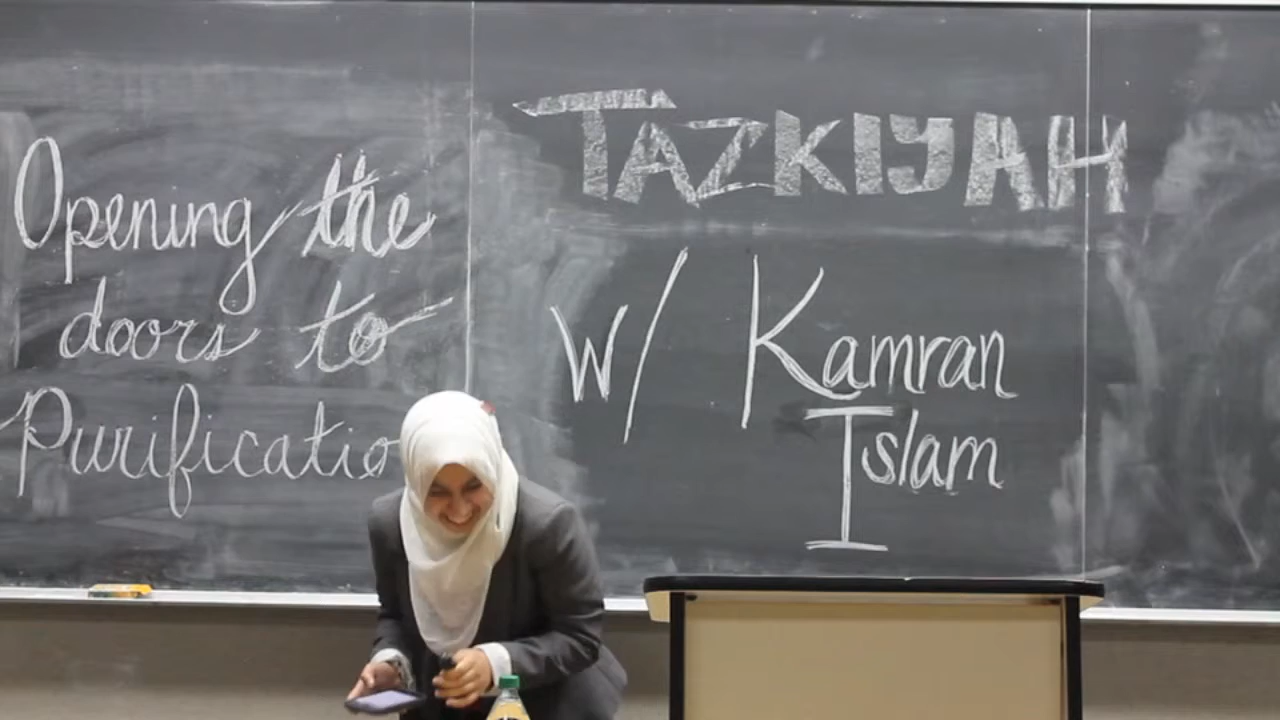 Opening the
doors to
Purificatio
TAZKIYAH
w/ Kamran
Islam